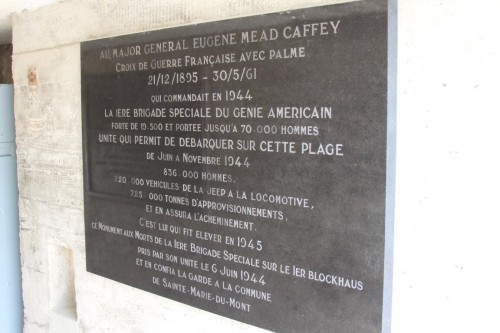 AU MAJOR GENERAL EUGENE MEAD CAFFEY
CROIX DE GUERRE FRANÇAISE AVEC PALME
21/12/1895 - 30/5/61
QUI COMMANDAIT EN 1944
LA IERE BRIGADE SPECIALE DU GENIE AMERICAIN
FORTE DE 19.500 ET PORTEE JUSQU'A 70.000 HOMMES
UNITE QUI PERMIT DE DEBARQUER SUR CETTE PLAGE
DE JUIN A NOVEMBRE 1944
836.000 HOMMES,
220.000 VEHICULES DE LA JEEP A LA LOCOMOTIVE,
725.000 TONNES D'APPROVISIONNEMENTS,
ET EN ASSURA L'ACHEMINEMENT.
C'EST LUI QUI FIT ELEVER EN 1945
CE MONUMENT AUX MORTS DE LA IERE BRIGADE SPECIALE SUR LE IER BLOCKHAUS
PRIS PAR SON UNITE LE 6 JUIN 1944
ET EN CONFIA LA GARDE A LA COMMUNE
DE SAINTE-MARIE-DU-MONT